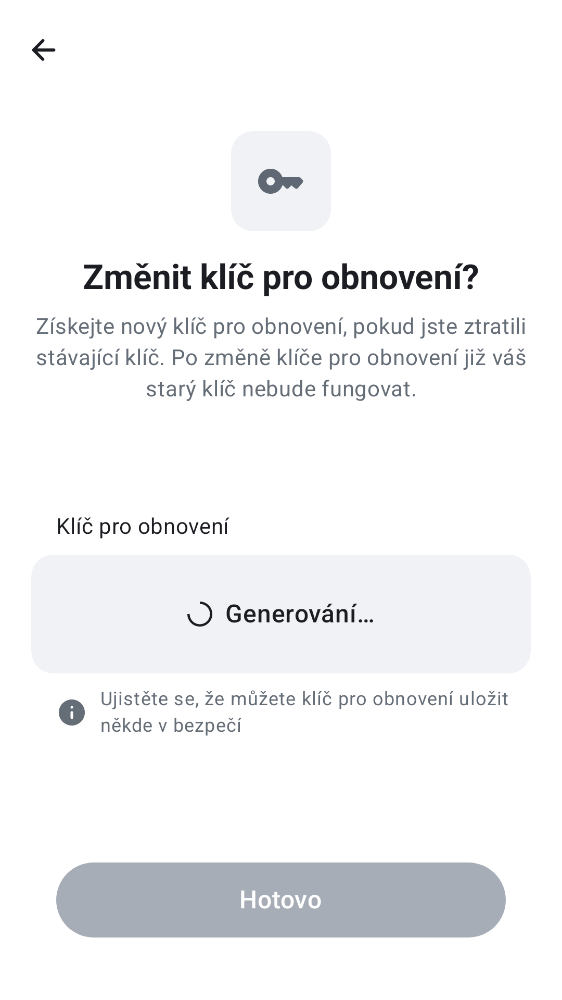 Změnit klíč pro obnovení?
Získejte nový klíč pro obnovení, pokud jste ztratili
stávající klíč. Po změně klíče pro obnovení již váš
starý klíč nebude fungovat.
Klíč pro obnovení
Generování…
Ujistěte se, že můžete klíč pro obnovení uložit
někde v bezpečí
Hotovo